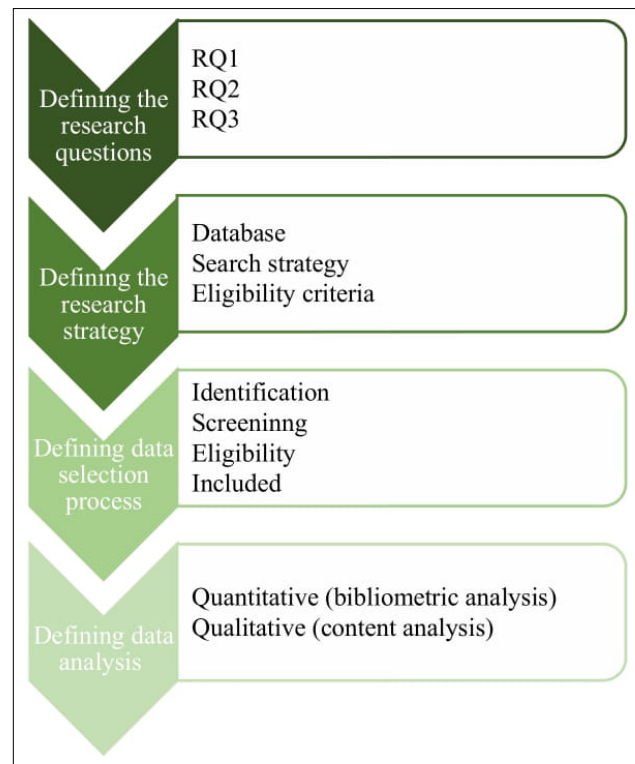 Defining the
research
questions
RQ1
RQ2
RQ3
Defining the
research
strategy
Database
Search strategy
Eligibility criteria
Defining data
selection
process
Identification
Screeninng
Eligibility
Included
Defining data
analysis
Quantitative (bibliometric analysis)
Qualitative (content analysis)